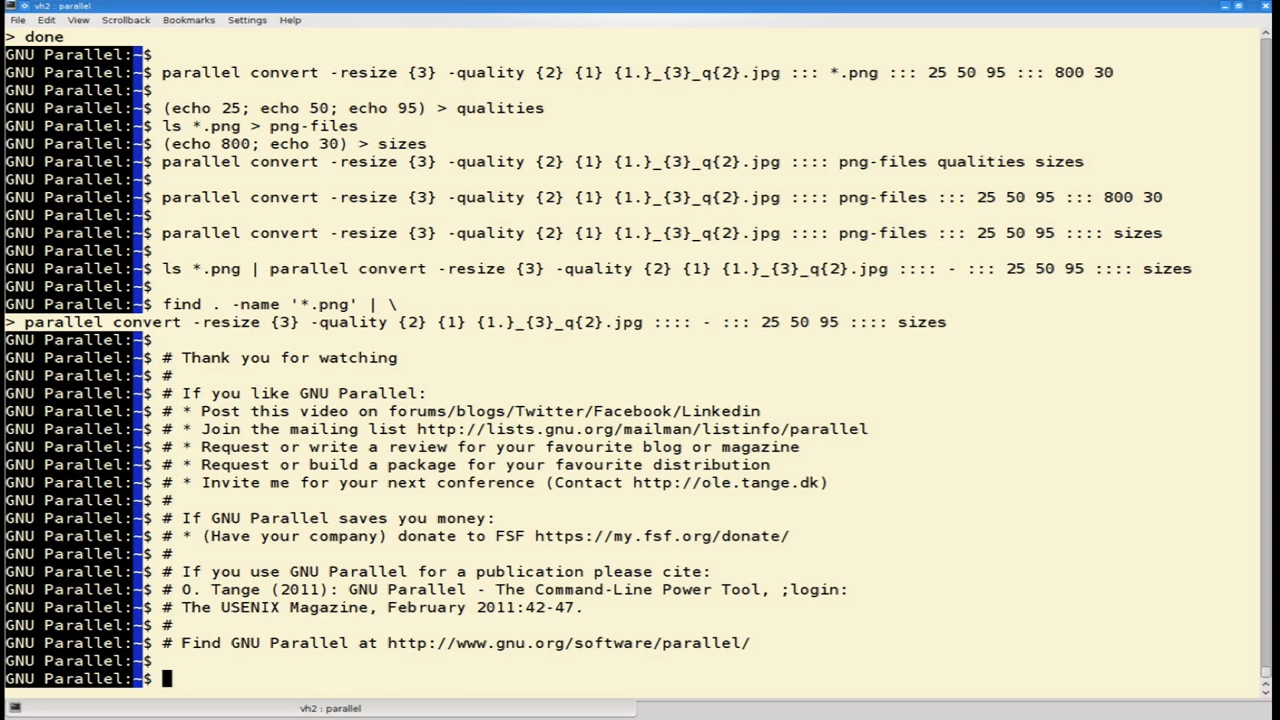 vh2 : parallel
File Edit View Scrollback Bookmarks Settings Help
> done
GNU Parallel:~$
GNU Parallel:~$ parallel convert -resize {3} -quality {2} {1} {1.}_{3}_q{2}.jpg ::: *.png ::: 25 50 95 ::: 800 30
GNU Parallel:~$
GNU Parallel:~$ (echo 25; echo 50; echo 95) > qualities
GNU Parallel:~$ ls *.png > png-files
GNU Parallel:~$ (echo 800; echo 30) > sizes
GNU Parallel:~$ parallel convert -resize {3} -quality {2} {1} {1.}_{3}_q{2}.jpg :::: png-files qualities sizes
GNU Parallel:~$
GNU Parallel:~$ parallel convert -resize {3} -quality {2} {1} {1.}_{3}_q{2}.jpg :::: png-files ::: 25 50 95 ::: 800 30
GNU Parallel:~$
GNU Parallel:~$ parallel convert -resize {3} -quality {2} {1} {1.}_{3}_q{2}.jpg :::: png-files ::: 25 50 95 :::: sizes
GNU Parallel:~$
GNU Parallel:~$ ls *.png | parallel convert -resize {3} -quality {2} {1} {1.}_{3}_q{2}.jpg :::: - ::: 25 50 95 :::: sizes
GNU Parallel:~$
GNU Parallel:~$ find . -name '*.png' | \
> parallel convert -resize {3} -quality {2} {1} {1.}_{3}_q{2}.jpg :::: - ::: 25 50 95 :::: sizes
GNU Parallel:~$
GNU Parallel:~$ # Thank you for watching
GNU Parallel:~$ #
GNU Parallel:~$ # If you like GNU Parallel:
GNU Parallel:~$ # * Post this video on forums/blogs/Twitter/Facebook/Linkedin
GNU Parallel:~$ # * Join the mailing list http://lists.gnu.org/mailman/listinfo/parallel
GNU Parallel:~$ # * Request or write a review for your favourite blog or magazine
GNU Parallel:~$ # * Request or build a package for your favourite distribution
GNU Parallel:~$ # * Invite me for your next conference (Contact http://ole.tange.dk)
GNU Parallel:~$ #
GNU Parallel:~$ # If GNU Parallel saves you money:
GNU Parallel:~$ # * (Have your company) donate to FSF https://my.fsf.org/donate/
GNU Parallel:~$ #
GNU Parallel:~$ # If you use GNU Parallel for a publication please cite:
GNU Parallel:~$ # O. Tange (2011): GNU Parallel - The Command-Line Power Tool, ;login:
GNU Parallel:~$ # The USENIX Magazine, February 2011:42-47.
GNU Parallel:~$ #
GNU Parallel:~$ # Find GNU Parallel at http://www.gnu.org/software/parallel/
GNU Parallel:~$
GNU Parallel:~$
vh2 : parallel